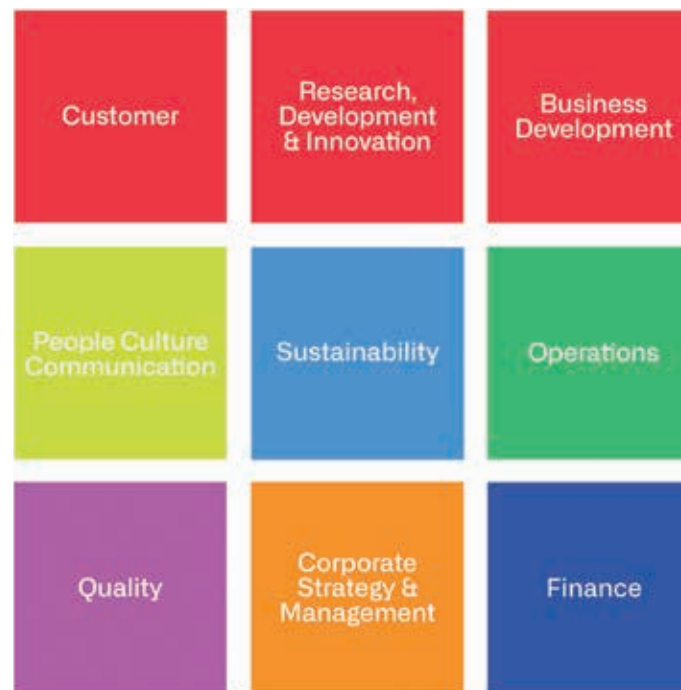 Customer
Research,
Development
& Innovation
Business
Development
People Culture
Communication
Sustainability
Operations
Quality
Corporate
Strategy &
Management
Finance